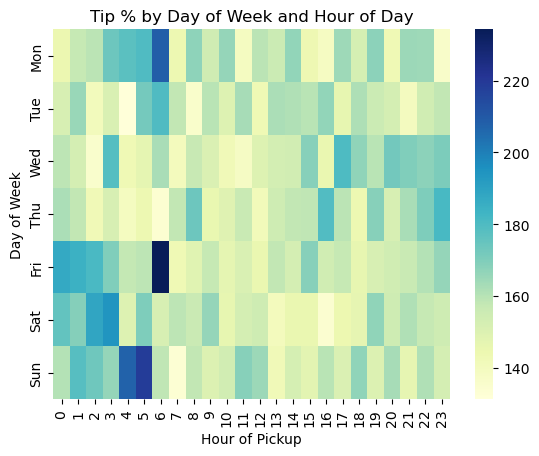 Tip % by Day of Week and Hour of Day
Mon
Tue
Wed
Thu
Fri
Sat
Sun
Day of Week
0 1 2 3 4 5 6 7 8 9 10 11 12 13 14 15 16 17 18 19 20 21 22 23
Hour of Pickup
220
200
180
160
140